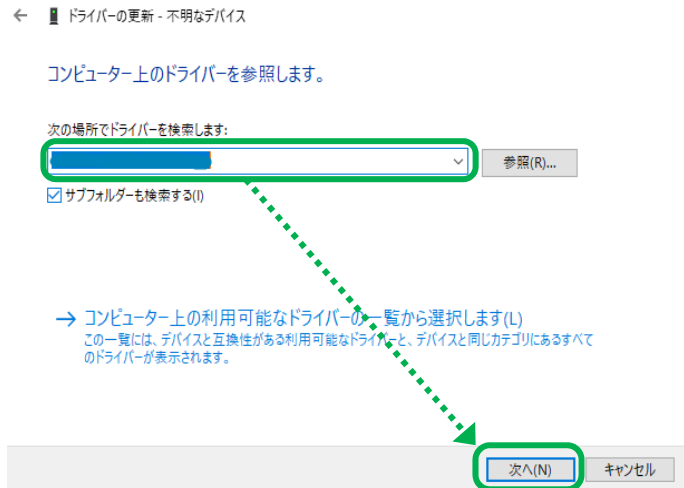 ドライバーの更新 - 不明なデバイス
コンピューター上のドライバーを参照します。
次の場所でドライバーを検索します:
参照(R)...
サブフォルダーも検索する(I)
コンピューター上の利用可能なドライバーの一覧から選択します(L)
この一覧には、デバイスと互換性がある利用可能なドライバーと、デバイスと同じカテゴリにあるすべて
のドライバーが表示されます。
次へ(N)
キャンセル